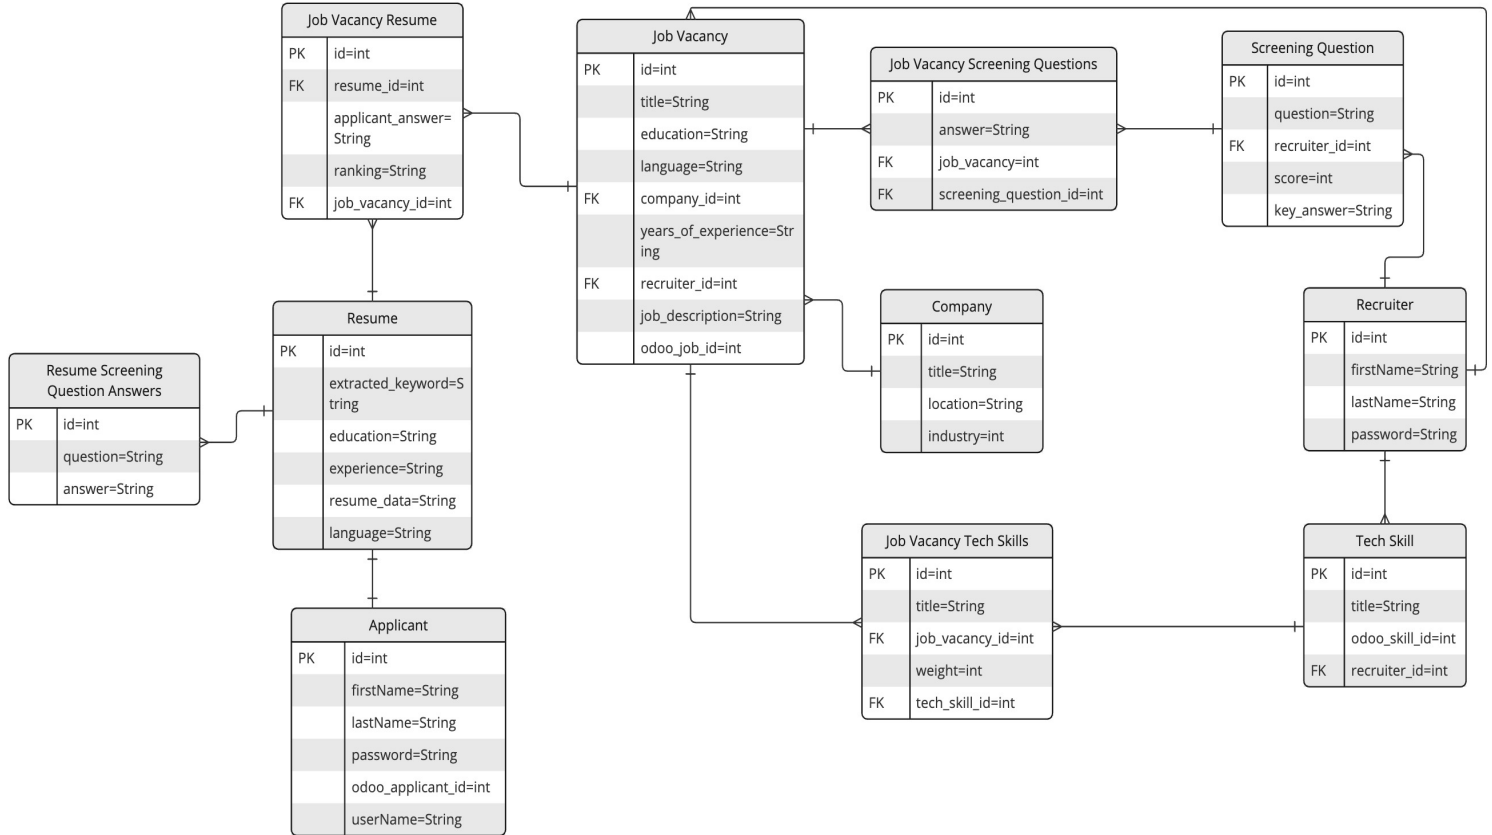 Job Vacancy Resume
PK id=int
FK resume_id=int
applicant_answer=
String
ranking=String
FK job_vacancy_id=int
Job Vacancy
PK id=int
title=String
education=String
language=String
FK company_id=int
years_of_experience=Str
ing
FK recruiter_id=int
job_description=String
odoo_job_id=int
Job Vacancy Screening Questions
PK id=int
answer=String
FK job_vacancy=int
FK screening_question_id=int
Screening Question
PK id=int
question=String
FK recruiter_id=int
score=int
key_answer=String
Resume Screening
Question Answers
PK id=int
question=String
answer=String
Resume
PK id=int
extracted_keyword=S
tring
education=String
experience=String
resume_data=String
language=String
Company
PK id=int
title=String
location=String
industry=int
Recruiter
PK id=int
firstName=String
lastName=String
password=String
Applicant
PK id=int
firstName=String
lastName=String
password=String
odoo_applicant_id=int
userName=String
Job Vacancy Tech Skills
PK id=int
title=String
FK job_vacancy_id=int
weight=int
FK tech_skill_id=int
Tech Skill
PK id=int
title=String
odoo_skill_id=int
FK recruiter_id=int